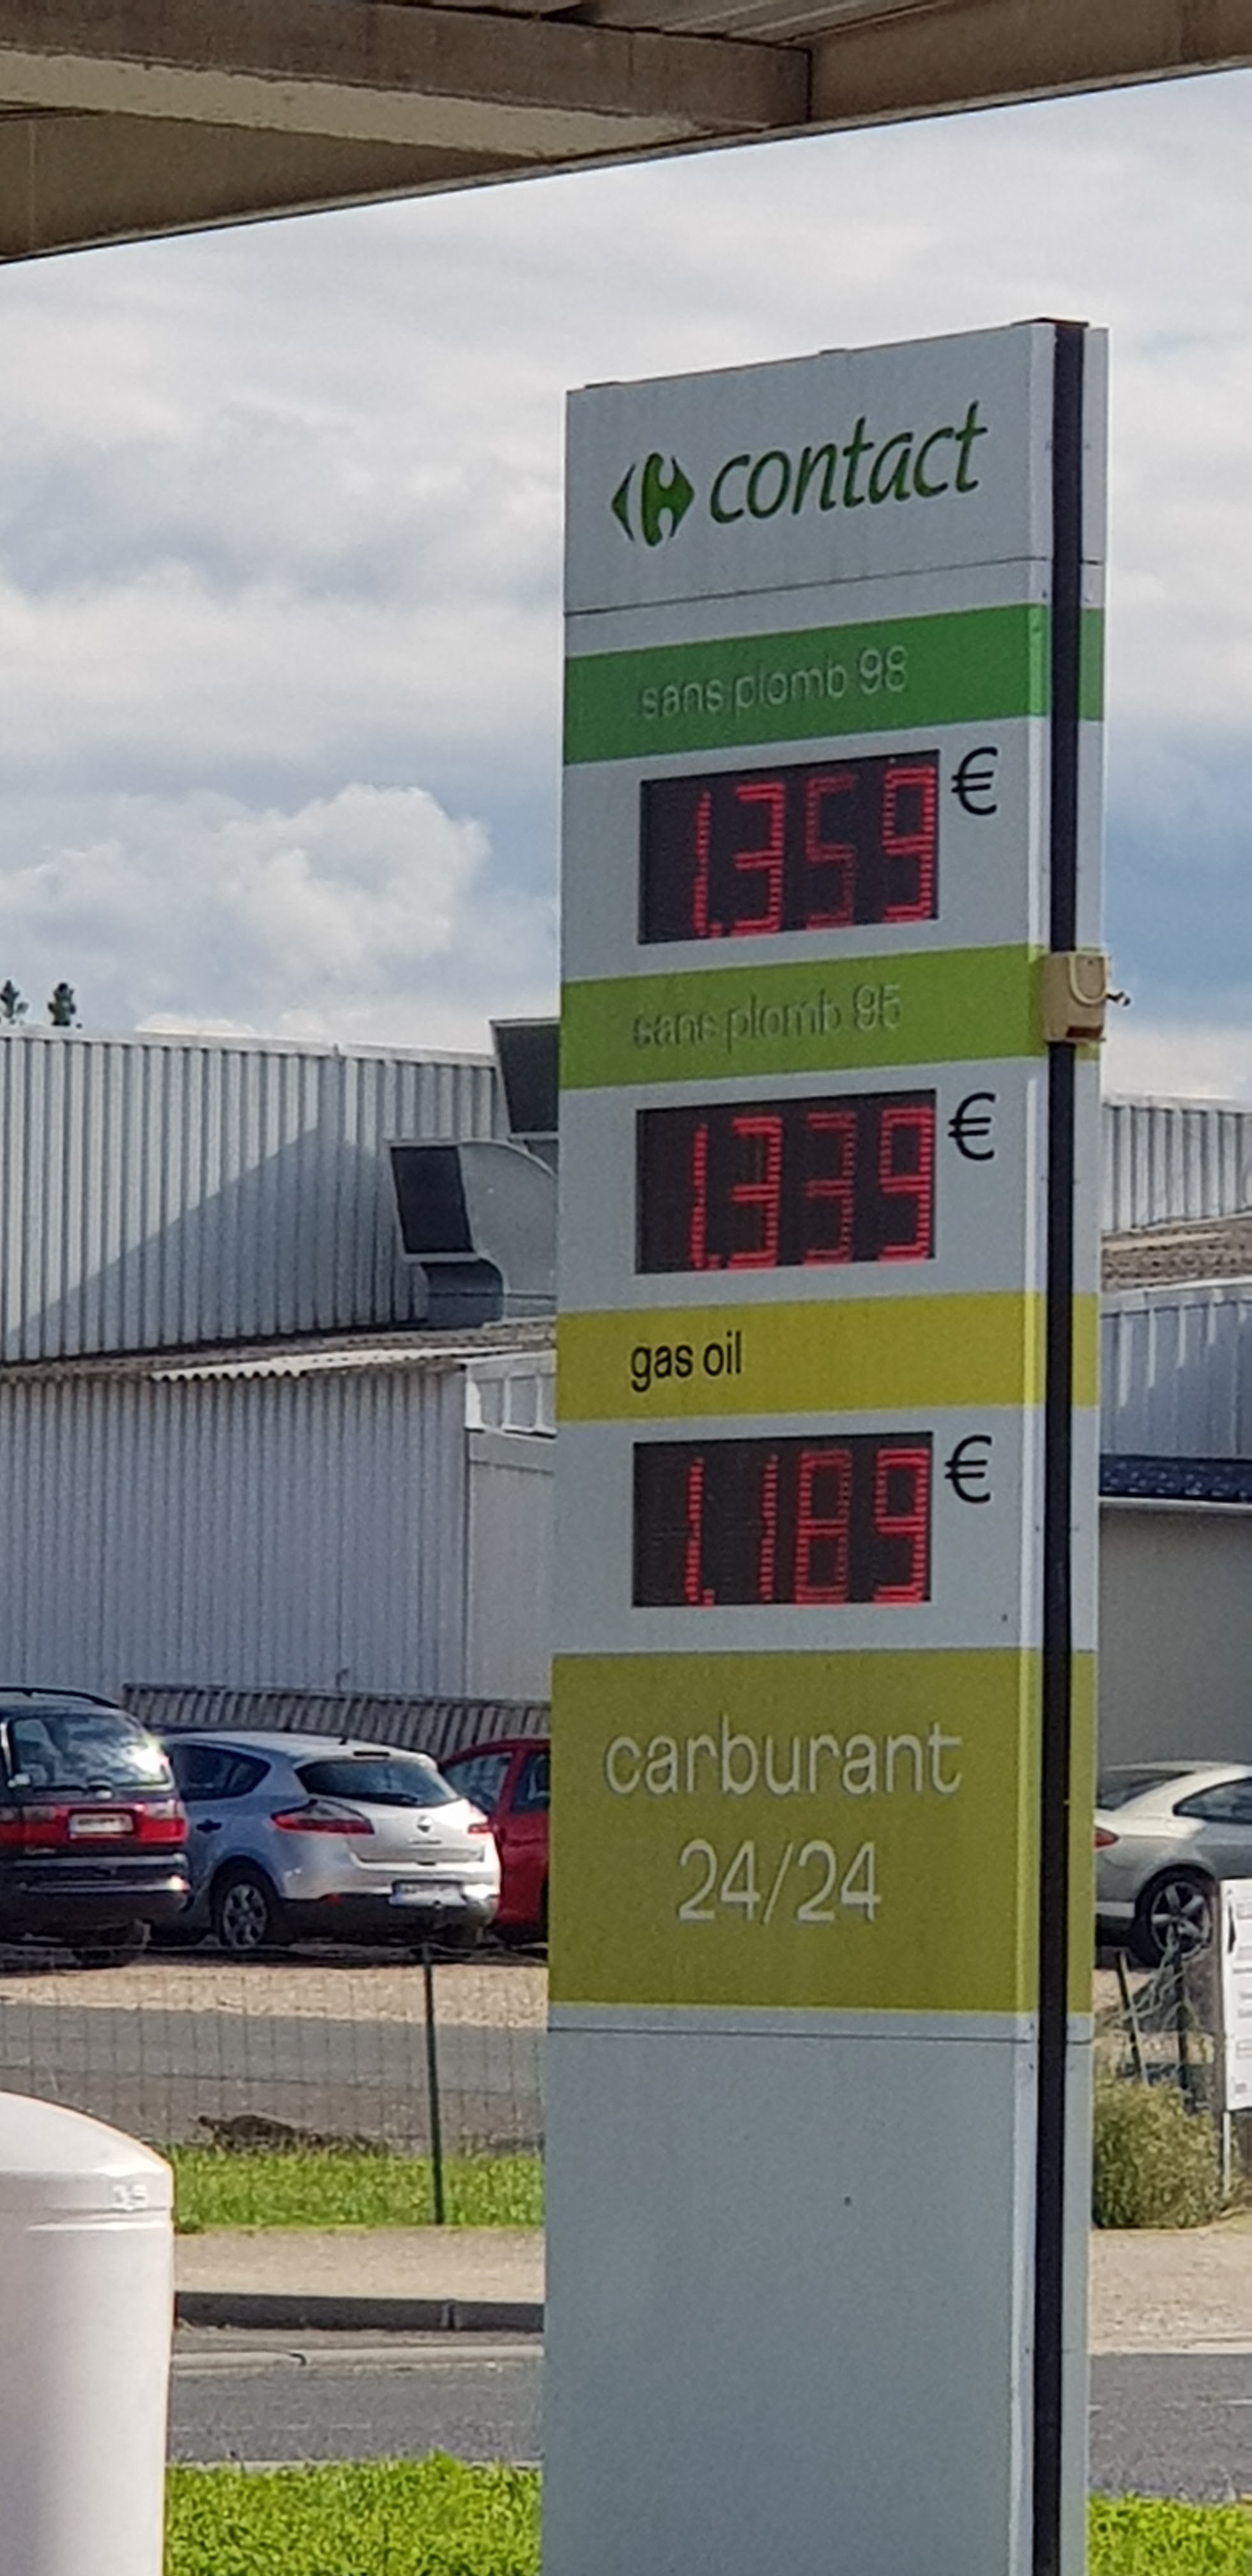 contact
sans plomb 98
1.359 €
sans plomb 95
1.339 €
gas oil
1.189 €
carburant
24/24